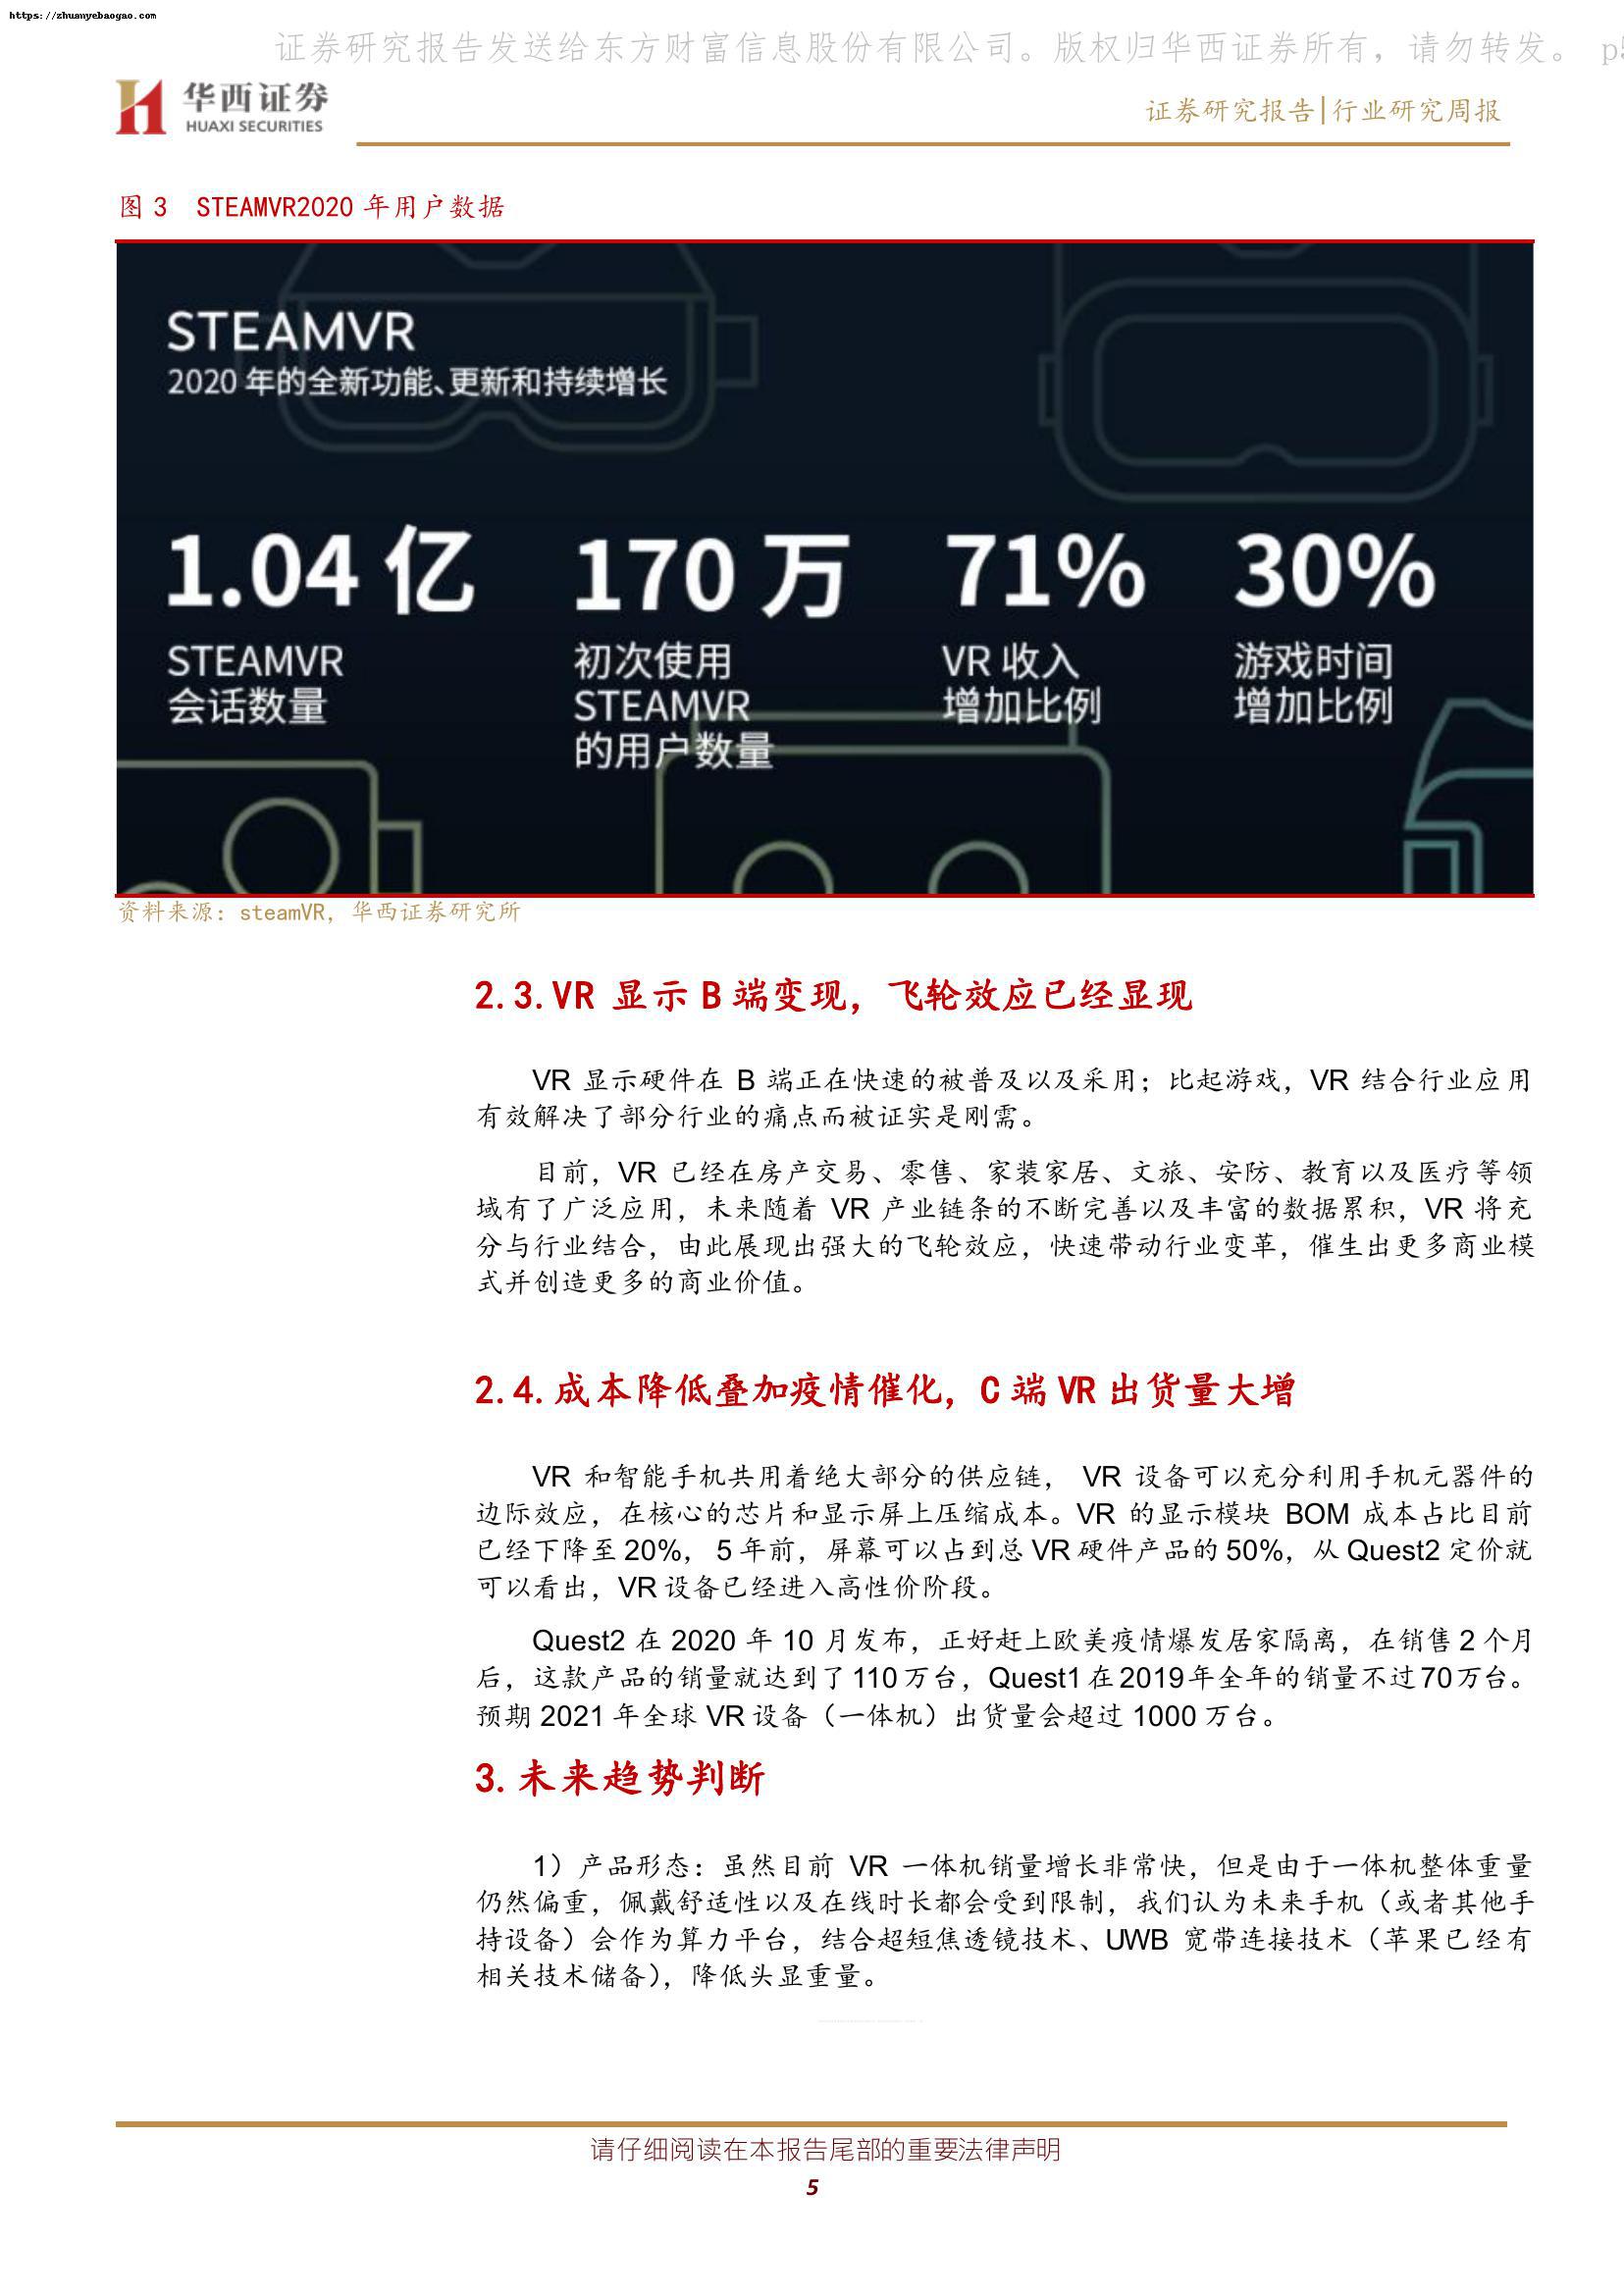 https://zhuanyebaogao.com
证券研究报告发送给东方财富信息股份有限公司。版权归华西证券所有，请勿转发。 p5
华西证券
HUAXI SECURITIES
证券研究报告|行业研究周报
图 3 STEAMVR2020 年用户数据
STEAMVR
2020 年的全新功能、更新和持续增长
1.04 亿 170 万 71% 30%
STEAMVR 初次使用 VR 收入 游戏时间
会话数量 STEAMVR 增加比例 增加比例
的用户数量
资料来源：steamVR，华西证券研究所
2.3.VR 显示 B 端变现，飞轮效应已经显现
VR 显示硬件在 B 端正在快速的被普及以及采用；比起游戏，VR 结合行业应用
有效解决了部分行业的痛点而被证实是刚需。
目前，VR 已经在房产交易、零售、家装家居、文旅、安防、教育以及医疗等领
域有了广泛应用，未来随着 VR 产业链条的不断完善以及丰富的数据累积，VR 将充
分与行业结合，由此展现出强大的飞轮效应，快速带动行业变革，催生出更多商业模
式并创造更多的商业价值。
2.4.成本降低叠加疫情催化，C 端 VR 出货量大增
VR 和智能手机共用着绝大部分的供应链， VR 设备可以充分利用手机元器件的
边际效应，在核心的芯片和显示屏上压缩成本。VR 的显示模块 BOM 成本占比目前
已经下降至 20%， 5 年前，屏幕可以占到总 VR 硬件产品的 50%，从 Quest2 定价就
可以看出，VR 设备已经进入高性价阶段。
Quest2 在 2020 年 10 月发布，正好赶上欧美疫情爆发居家隔离，在销售 2 个月
后，这款产品的销量就达到了 110 万台，Quest1 在 2019 年全年的销量不过 70 万台。
预期 2021 年全球 VR 设备（一体机）出货量会超过 1000 万台。
3.未来趋势判断
1）产品形态：虽然目前 VR 一体机销量增长非常快，但是由于一体机整体重量
仍然偏重，佩戴舒适性以及在线时长都会受到限制，我们认为未来手机（或者其他手
持设备）会作为算力平台，结合超短焦透镜技术、UWB 宽带连接技术（苹果已经有
相关技术储备），降低头显重量。
请仔细阅读在本报告尾部的重要法律声明
5